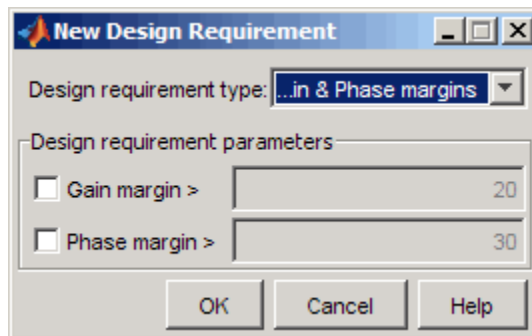 New Design Requirement
Design requirement type: ...in & Phase margins
Design requirement parameters
Gain margin > 20
Phase margin > 30
OK Cancel Help